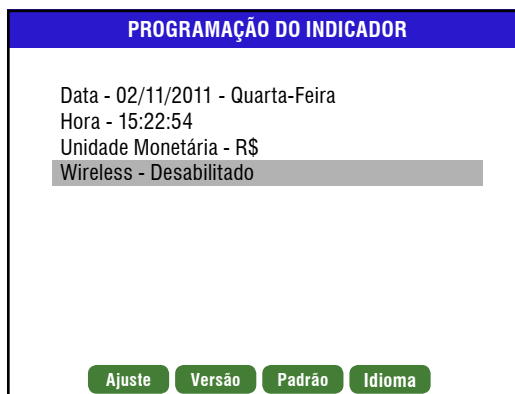 PROGRAMAÇÃO DO INDICADOR
Data - 02/11/2011 - Quarta-Feira
Hora - 15:22:54
Unidade Monetária - R$
Wireless - Desabilitado
Ajuste Versão Padrão Idioma